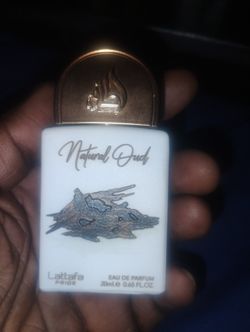 Natural Oud
Lattafa
PRIDE
EAU DE PARFUM
20ml.e 0.65 FL.OZ.